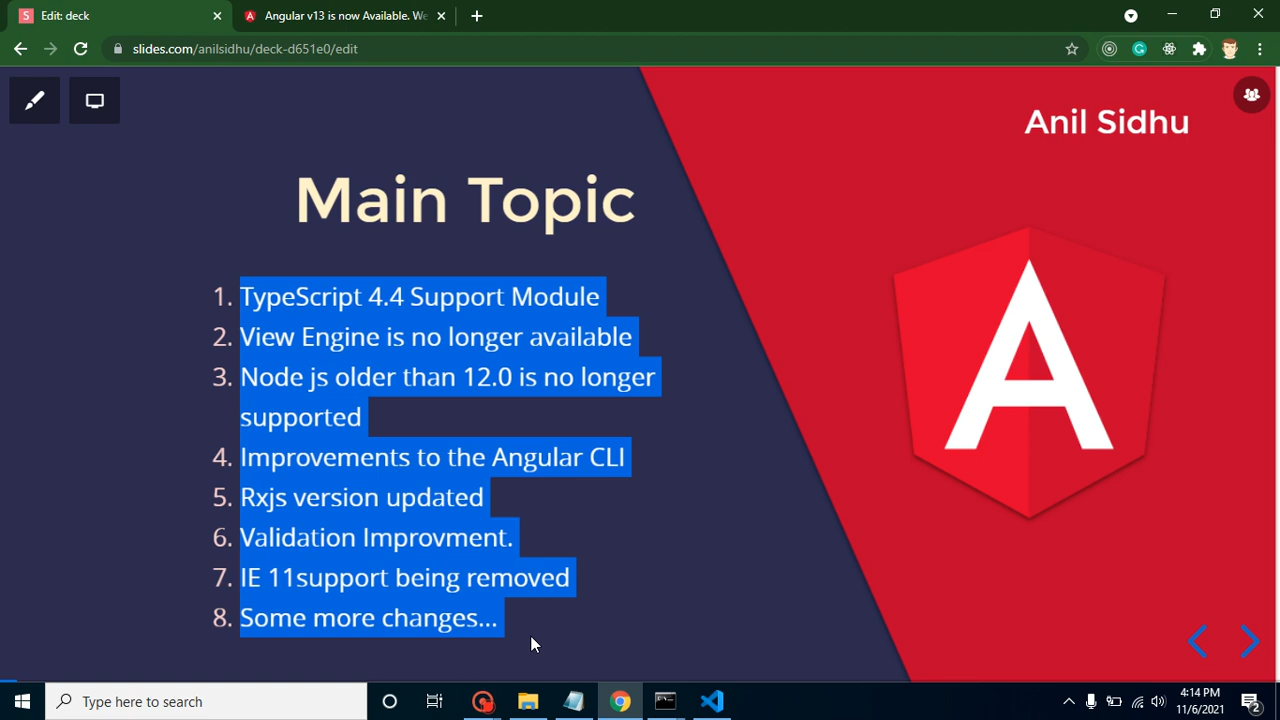 Edit: deck
Angular v13 is now Available. We
slides.com/anilsidhu/deck-d651e0/edit
Anil Sidhu
Main Topic
1. TypeScript 4.4 Support Module
2. View Engine is no longer available
3. Node js older than 12.0 is no longer
supported
4. Improvements to the Angular CLI
5. Rxjs version updated
6. Validation Improvment.
7. IE 11support being removed
8. Some more changes...
Type here to search
4:14 PM
11/6/2021
2